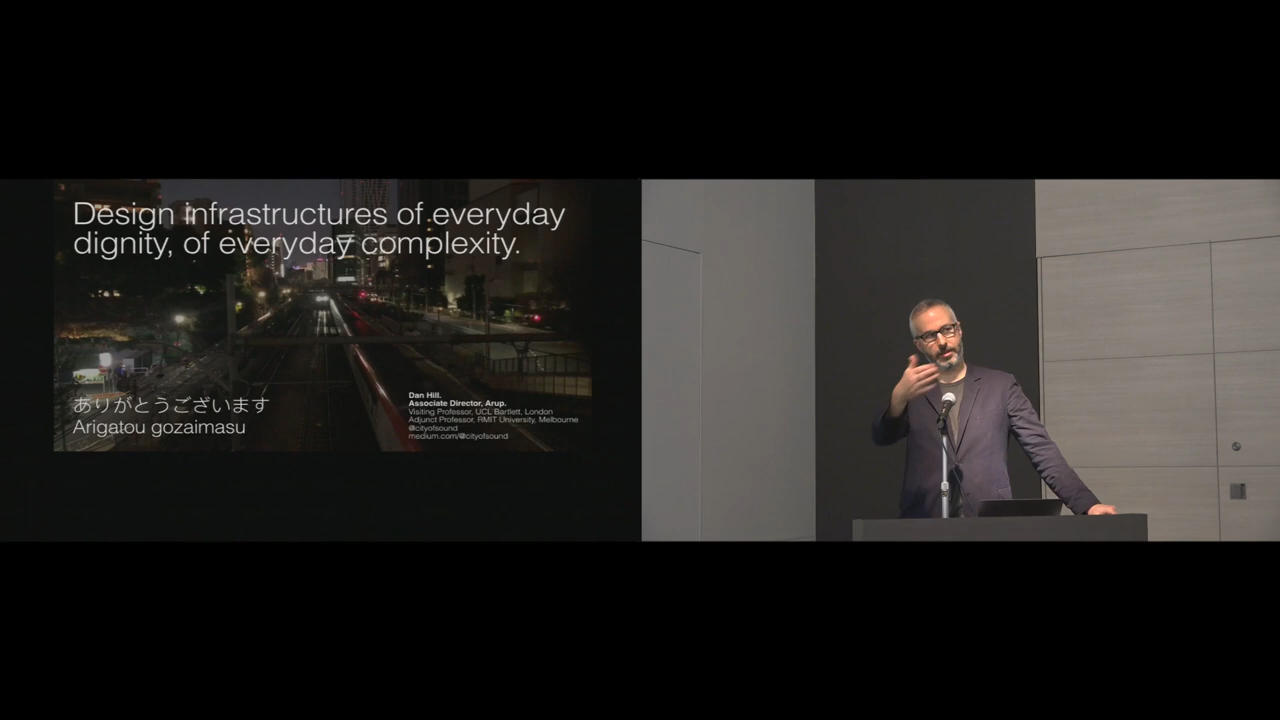 Design infrastructures of everyday
dignity, of everyday complexity.
ありがとうございます
Arigatou gozaimasu
Dan Hill.
Associate Director, Arup.
Visiting Professor, UCL Bartlett, London
Adjunct Professor, RMIT University, Melbourne
@cityofsound
medium.com/@cityofsound